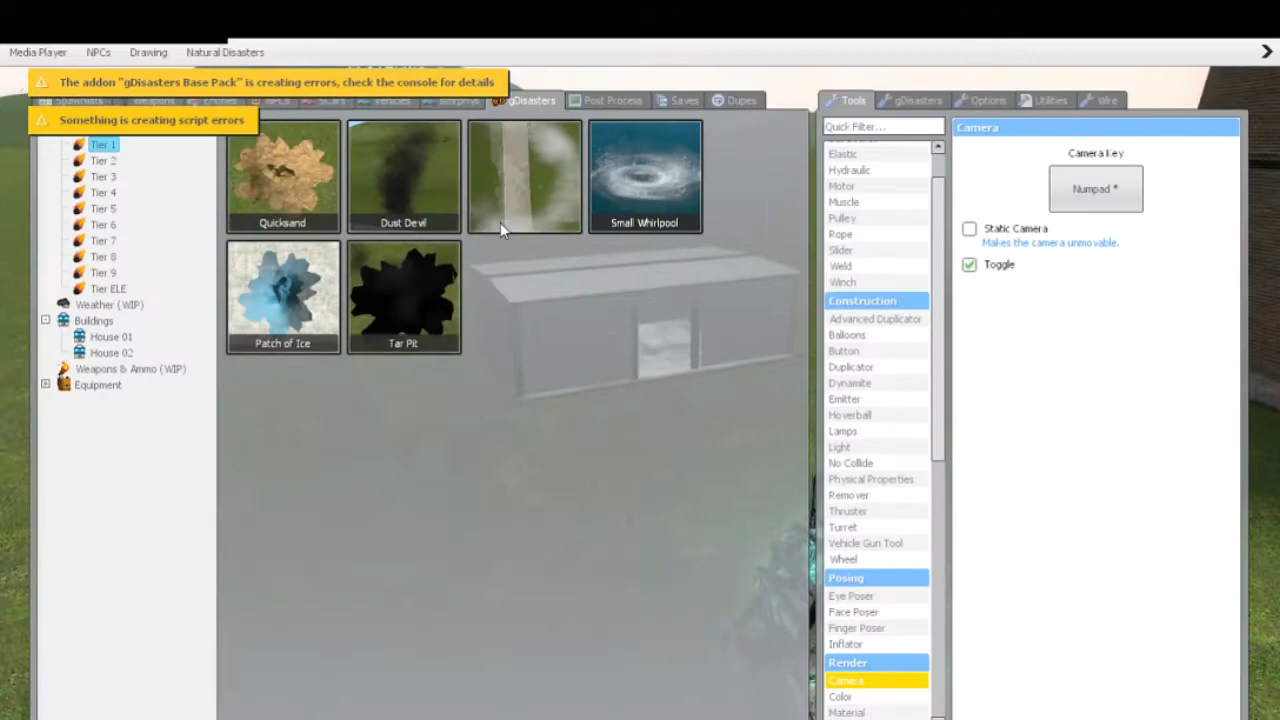 Media Player NPCs Drawing Natural Disasters
The addon "gDisasters Base Pack" is creating errors, check the console for details
Something is creating script errors
gDisasters Post Process Saves Dupes
Tools gDisasters Options Utilities Wire
Tier 1
Tier 2
Tier 3
Tier 4
Tier 5
Tier 6
Tier 7
Tier 8
Tier 9
Tier ELE
Weather (WIP)
Buildings
House 01
House 02
Weapons & Ammo (WIP)
Equipment
Quicksand
Dust Devil
Small Whirlpool
Patch of Ice
Tar Pit
Quick Filter...
Elastic
Hydraulic
Motor
Muscle
Pulley
Rope
Slider
Weld
Winch
Construction
Advanced Duplicator
Balloons
Button
Duplicator
Dynamite
Emitter
Hoverball
Lamps
Light
No Collide
Physical Properties
Remover
Thruster
Turret
Vehicle Gun Tool
Wheel
Posing
Eye Poser
Face Poser
Finger Poser
Inflator
Render
Camera
Color
Material
Camera
Camera Key
Numpad *
Static Camera
Makes the camera unmovable.
Toggle